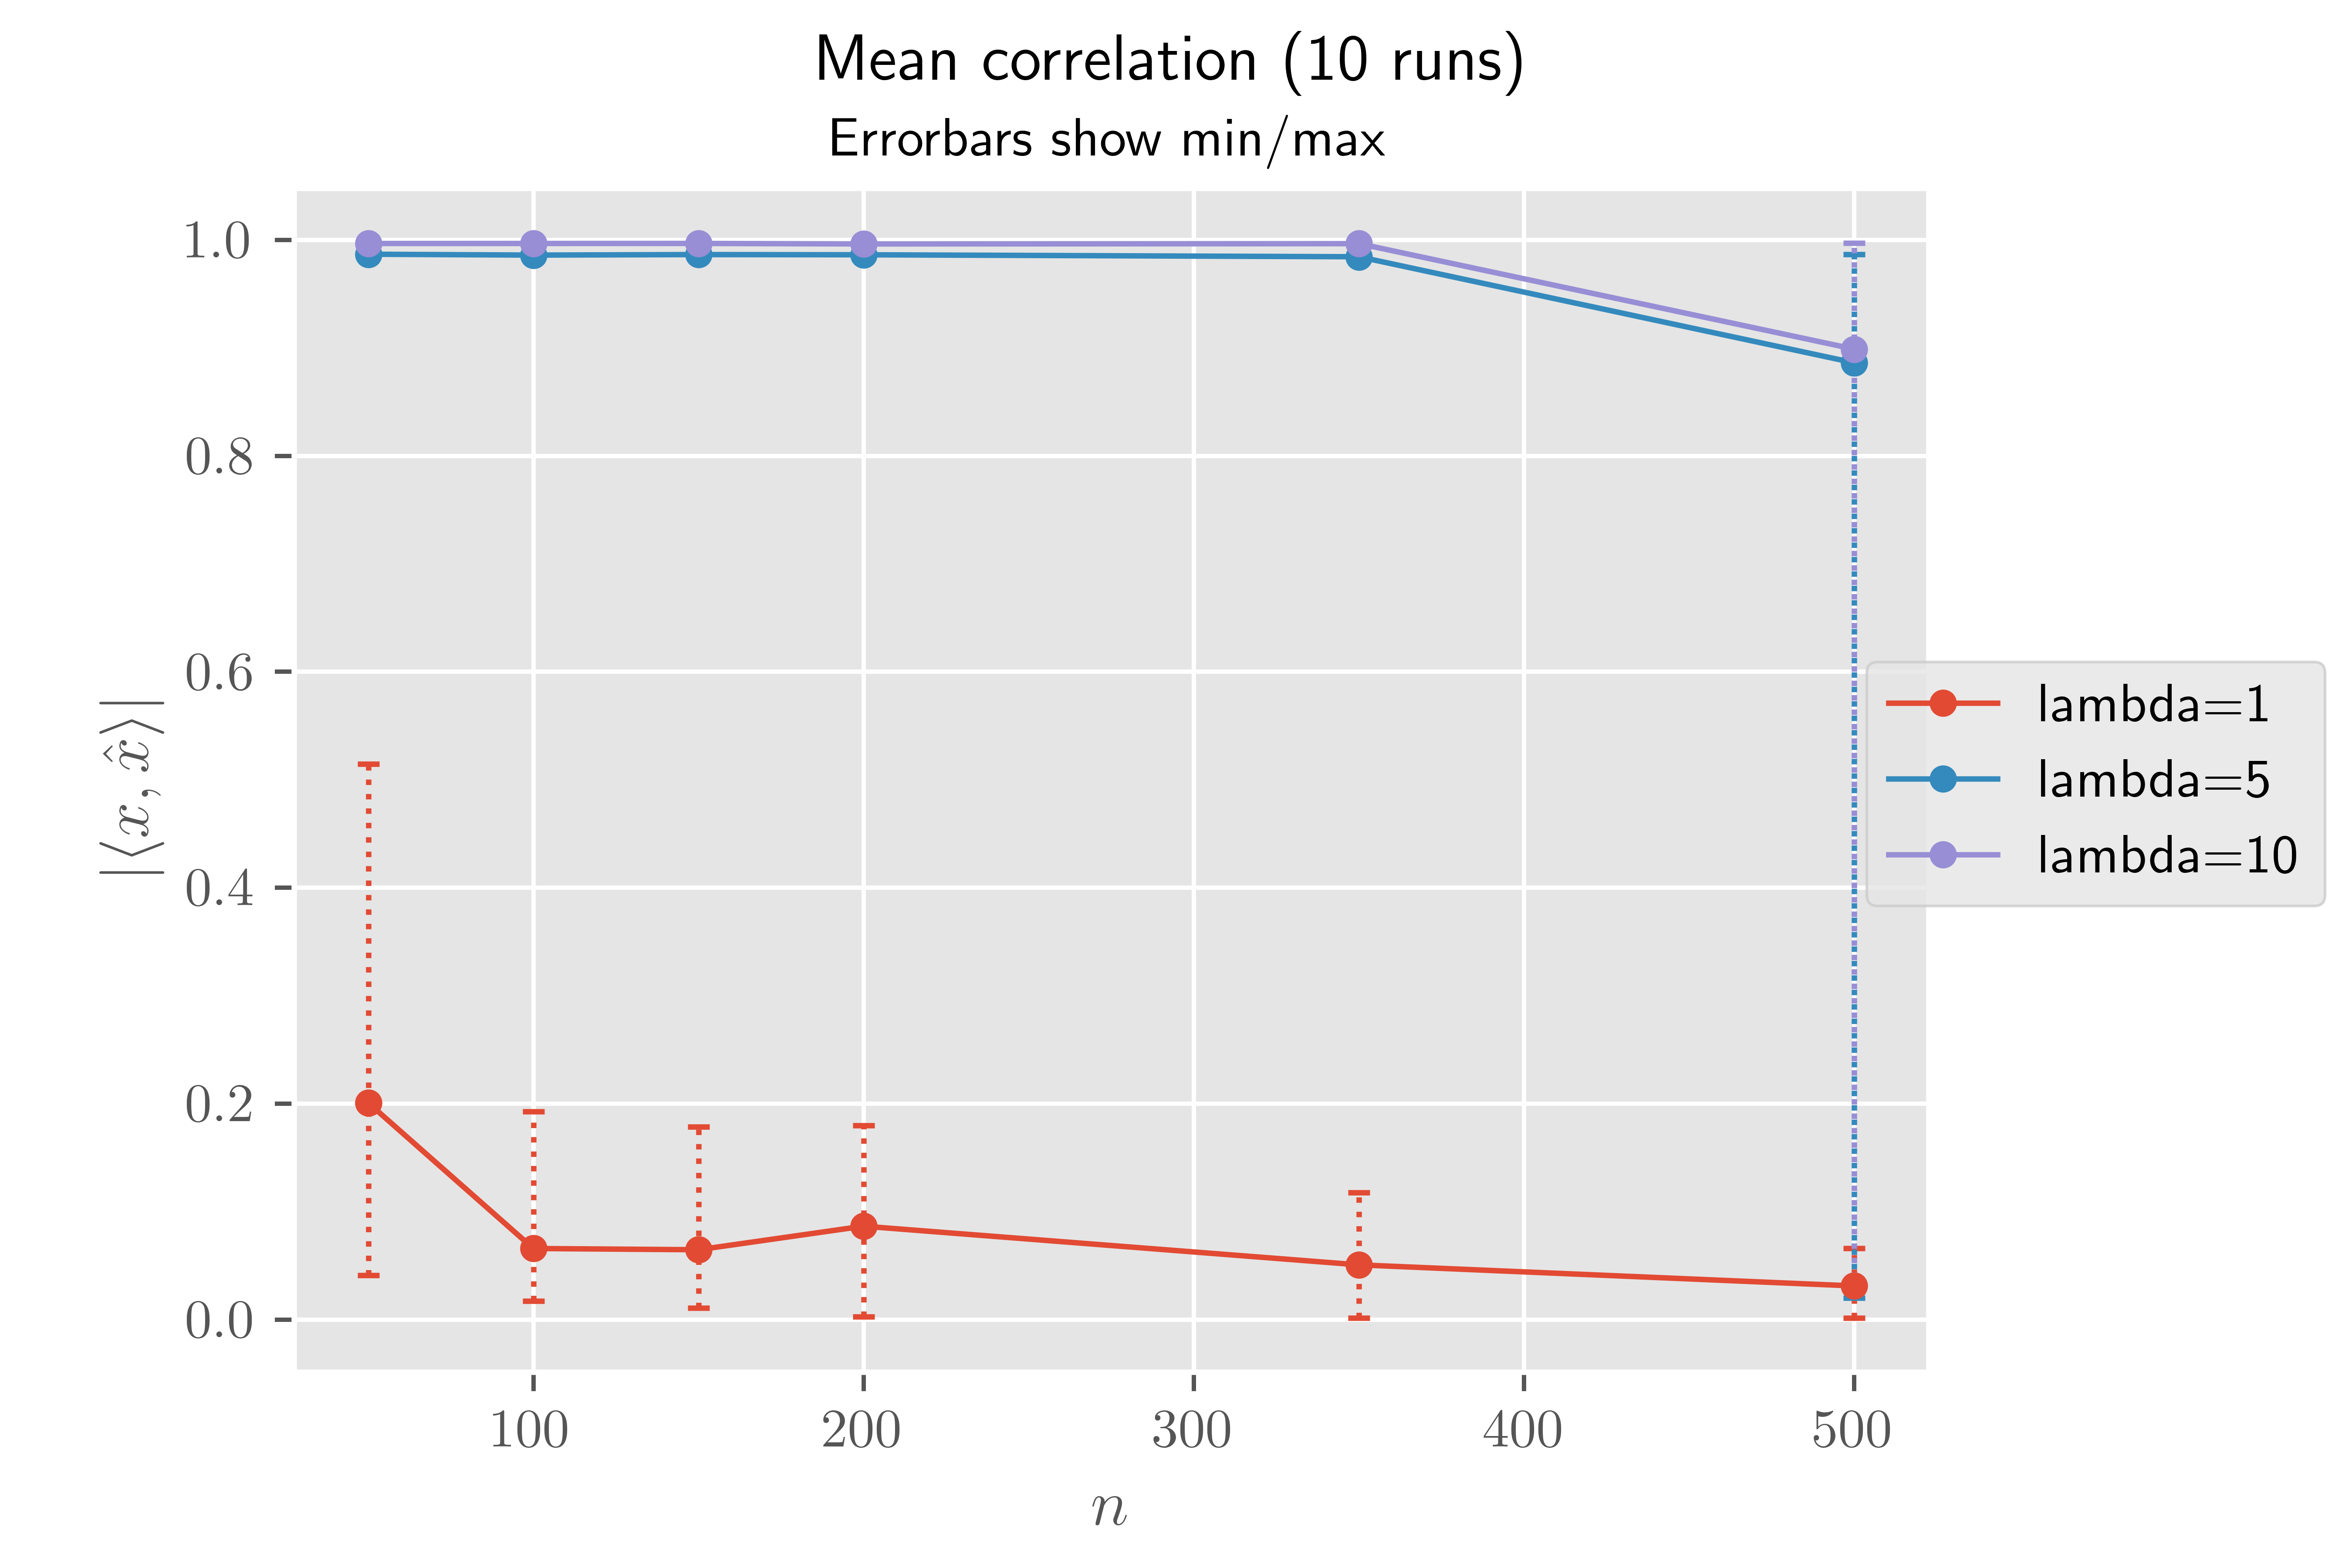 Mean correlation (10 runs)
Errorbars show min/max
1.0
0.8
0.6
0.4
0.2
0.0
|⟨x, x̂⟩|
lambda=1
lambda=5
lambda=10
100 200 300 400 500
n